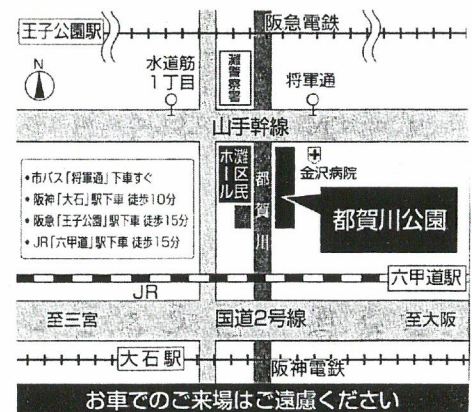 阪急電鉄
王子公園駅
N
水道筋
1丁目
灘警察署
将軍通
山手幹線
灘区民
ホール
都賀川
金沢病院
•市バス「将軍通」下車すぐ
•阪神「大石」駅下車 徒歩10分
•阪急「王子公園」駅下車 徒歩15分
•JR「六甲道」駅下車 徒歩15分
都賀川公園
六甲道駅
JR
至三宮
国道2号線
至大阪
大石駅
阪神電鉄
お車でのご来場はご遠慮ください